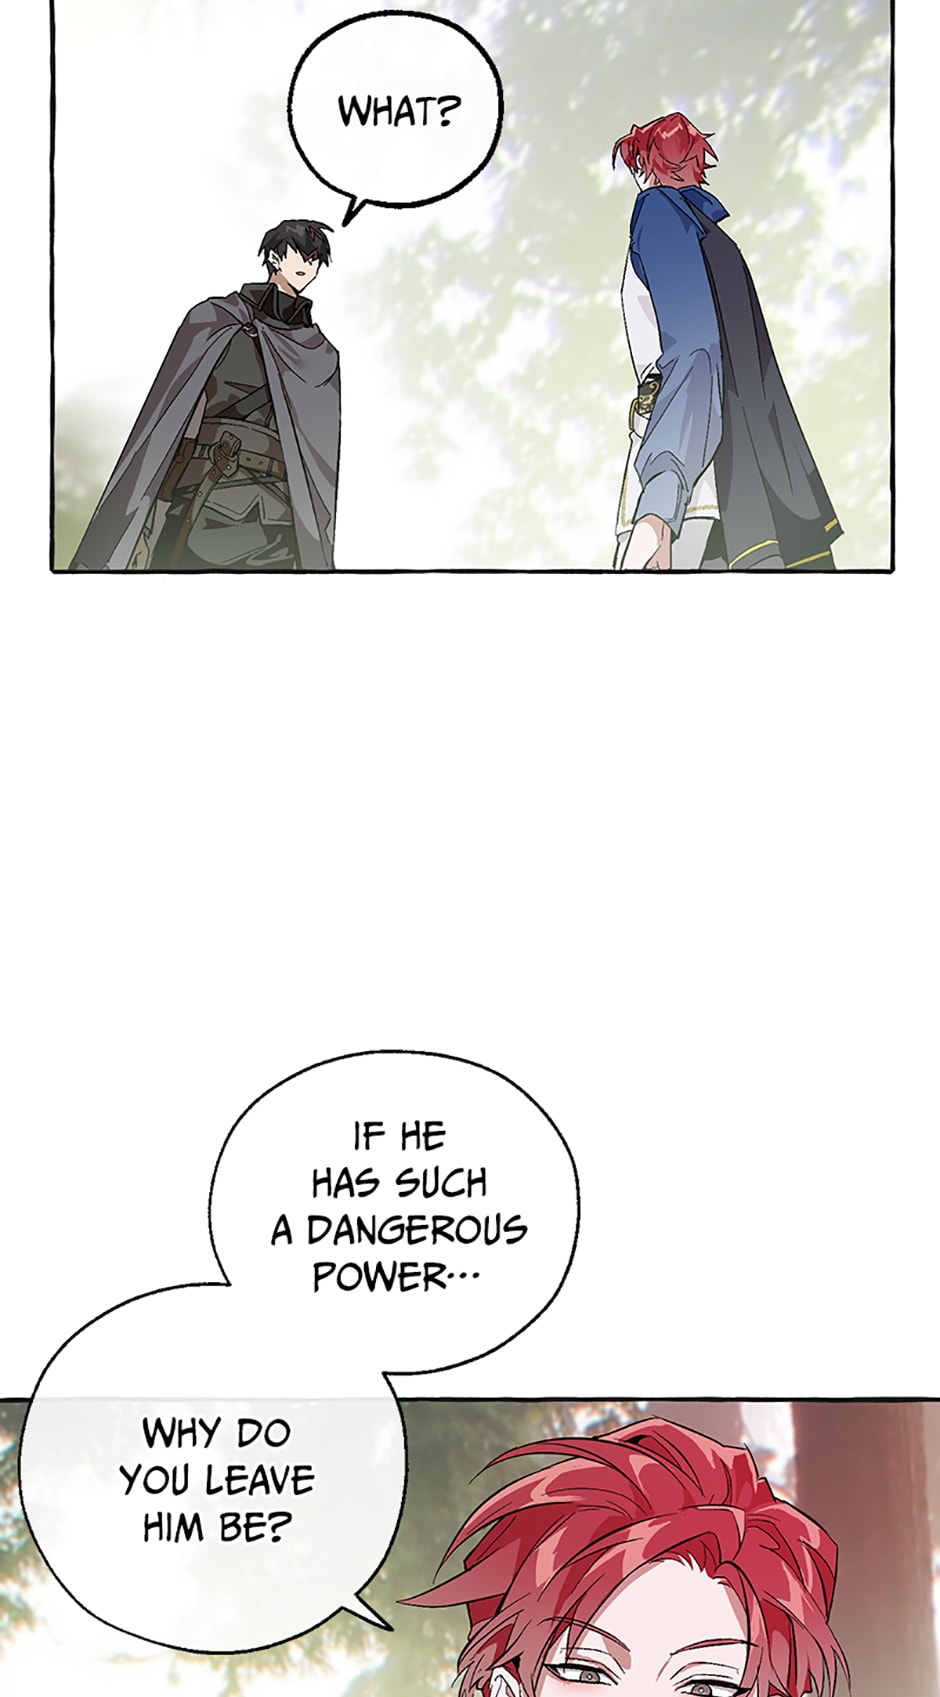 WHAT?
IF HE
HAS SUCH
A DANGEROUS
POWER...
WHY DO
YOU LEAVE
HIM BE?